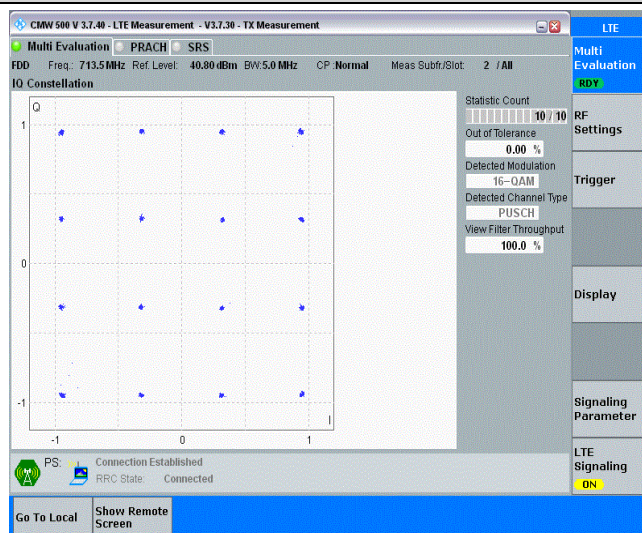 CMW 500 V 3.7.40 - LTE Measurement - V3.7.30 - TX Measurement
LTE
Multi Evaluation PRACH SRS
Multi
Evaluation
RDY
FDD Freq.: 713.5 MHz Ref. Level: 40.80 dBm BW: 5.0 MHz CP :Normal Meas Subfr./Slot: 2 / All
IQ Constellation
Q
1
0
-1
-1 0 1
I
Statistic Count
10 / 10
Out of Tolerance
0.00 %
Detected Modulation
16-QAM
Detected Channel Type
PUSCH
View Filter Throughput
100.0 %
RF
Settings
Trigger
Display
Signaling
Parameter
LTE
Signaling
ON
PS: Connection Established
RRC State: Connected
Go To Local
Show Remote
Screen